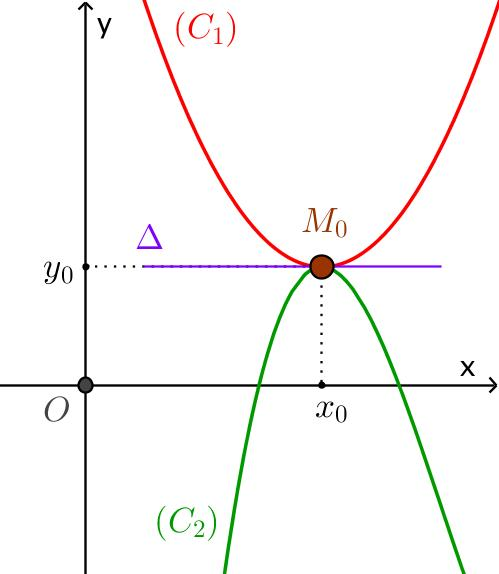 y
(C₁)
M₀
Δ
y₀
x
O
x₀
(C₂)